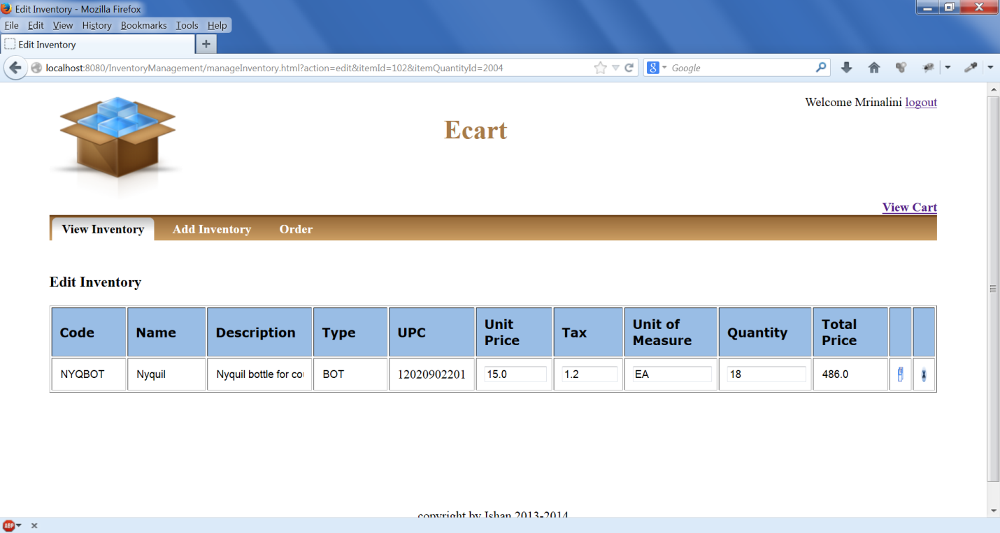 Edit Inventory - Mozilla Firefox
File Edit View History Bookmarks Tools Help
Edit Inventory +
localhost:8080/InventoryManagement/manageInventory.html?action=edit&itemId=102&itemQuantityId=2004 8 Google
Welcome Mrinalini logout
Ecart
View Cart
View Inventory Add Inventory Order
Edit Inventory
Code Name Description Type UPC Unit Price Tax Unit of Measure Quantity Total Price
NYQBOT Nyquil Nyquil bottle for co BOT 12020902201 15.0 1.2 EA 18 486.0 X
copyright by Ishan 2013-2014
ABP x